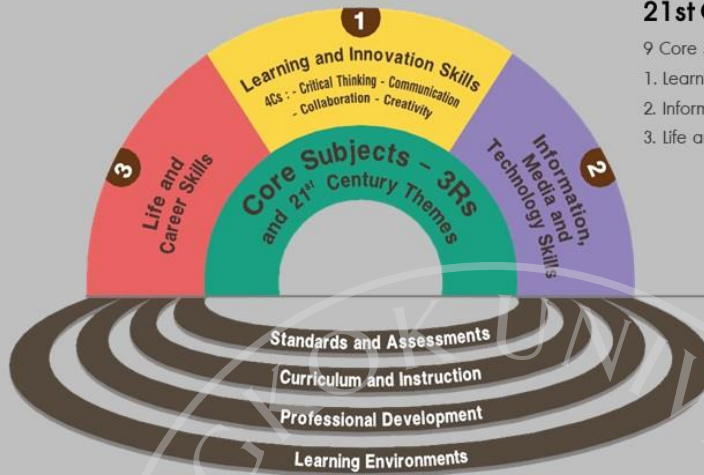 1
Learning and Innovation Skills
4Cs : - Critical Thinking - Communication
- Collaboration - Creativity
3
Life and
Career Skills
Core Subjects – 3Rs
and 21st Century Themes
2
Information,
Media and
Technology Skills
Standards and Assessments
Curriculum and Instruction
Professional Development
Learning Environments
21st
9 Core
1. Learn
2. Inform
3. Life a